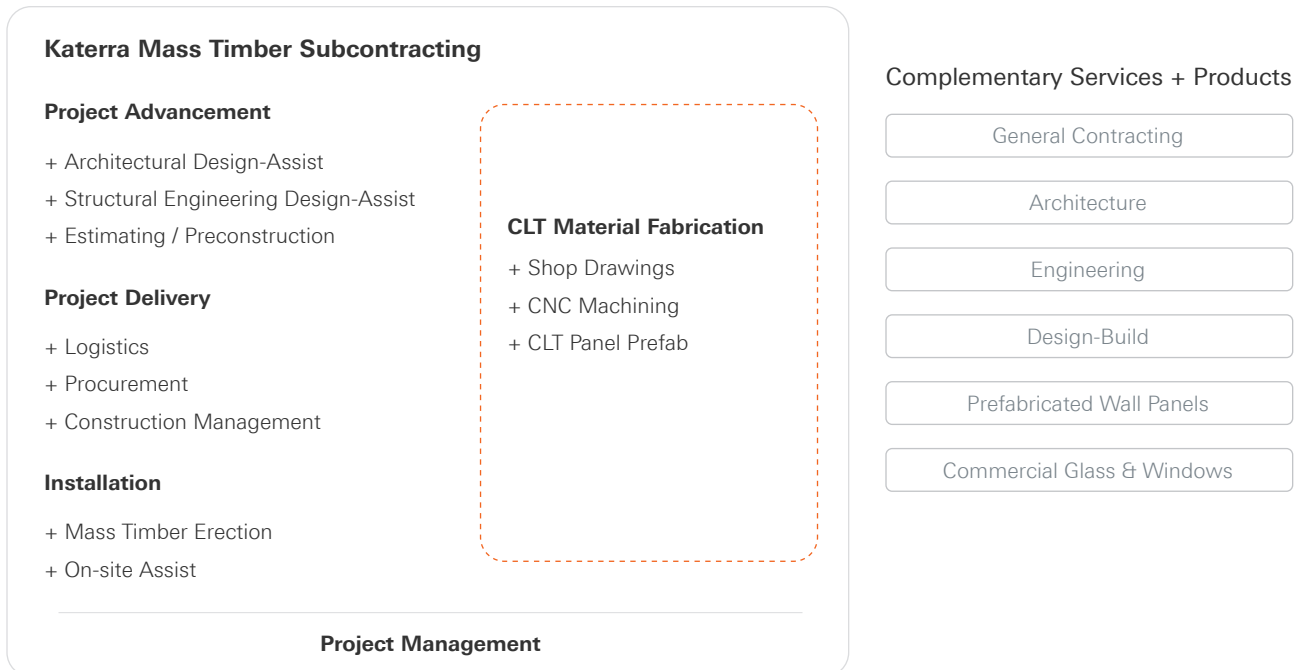 Katerra Mass Timber Subcontracting
Project Advancement
+ Architectural Design-Assist
+ Structural Engineering Design-Assist
+ Estimating / Preconstruction
Project Delivery
+ Logistics
+ Procurement
+ Construction Management
Installation
+ Mass Timber Erection
+ On-site Assist
CLT Material Fabrication
+ Shop Drawings
+ CNC Machining
+ CLT Panel Prefab
Project Management
Complementary Services + Products
General Contracting
Architecture
Engineering
Design-Build
Prefabricated Wall Panels
Commercial Glass & Windows